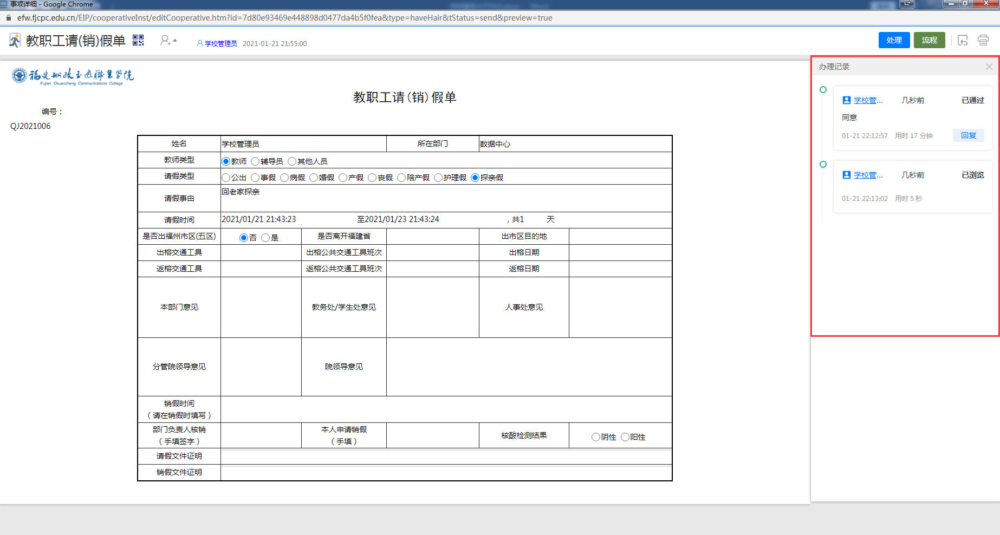 事项详细 - Google Chrome
efw.fjcpc.edu.cn/EIP/cooperativeInst/editCooperative.htm?id=7d80e93469e448898d0477da4b5f0fea&type=haveHair&tStatus=send&preview=true
教职工请(销)假单 学校管理员 2021-01-21 21:55:00 处理 流程
福建船政交通職業学院
Fujian Chuanzheng Communications College
教职工请(销)假单
编号：
QJ2021006
姓名 学校管理员 所在部门 数据中心
教师类型 教师 辅导员 其他人员
请假类型 公出 事假 病假 婚假 产假 丧假 陪产假 护理假 探亲假
请假事由 回老家探亲
请假时间 2021/01/21 21:43:23 至2021/01/23 21:43:24 , 共1 天
是否出福州市区(五区) 否 是 是否离开福建省 出市区目的地
出榕交通工具 出榕公共交通工具班次 出榕日期
返榕交通工具 返榕公共交通工具班次 返榕日期
本部门意见 教务处/学生处意见 人事处意见
分管院领导意见 院领导意见
销假时间
（请在销假时填写）
部门负责人核销
（手填签字） 本人申请销假
（手填） 核酸检测结果 阴性 阳性
请假文件证明
销假文件证明
办理记录
学校管... 几秒前 已通过
同意
01-21 22:12:57 用时 17 分钟 回复
学校管... 几秒前 已浏览
01-21 22:13:02 用时 5 秒